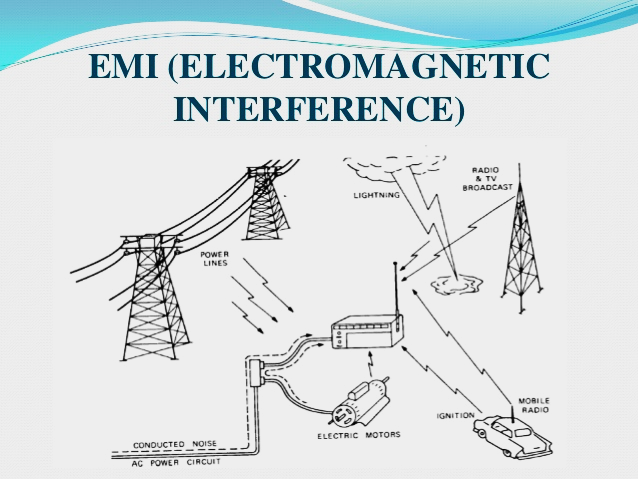 EMI (ELECTROMAGNETIC
INTERFERENCE)
RADIO
& TV
BROADCAST
LIGHTNING
POWER
LINES
MOBILE
RADIO
IGNITION
ELECTRIC MOTORS
CONDUCTED NOISE
AC POWER CIRCUIT